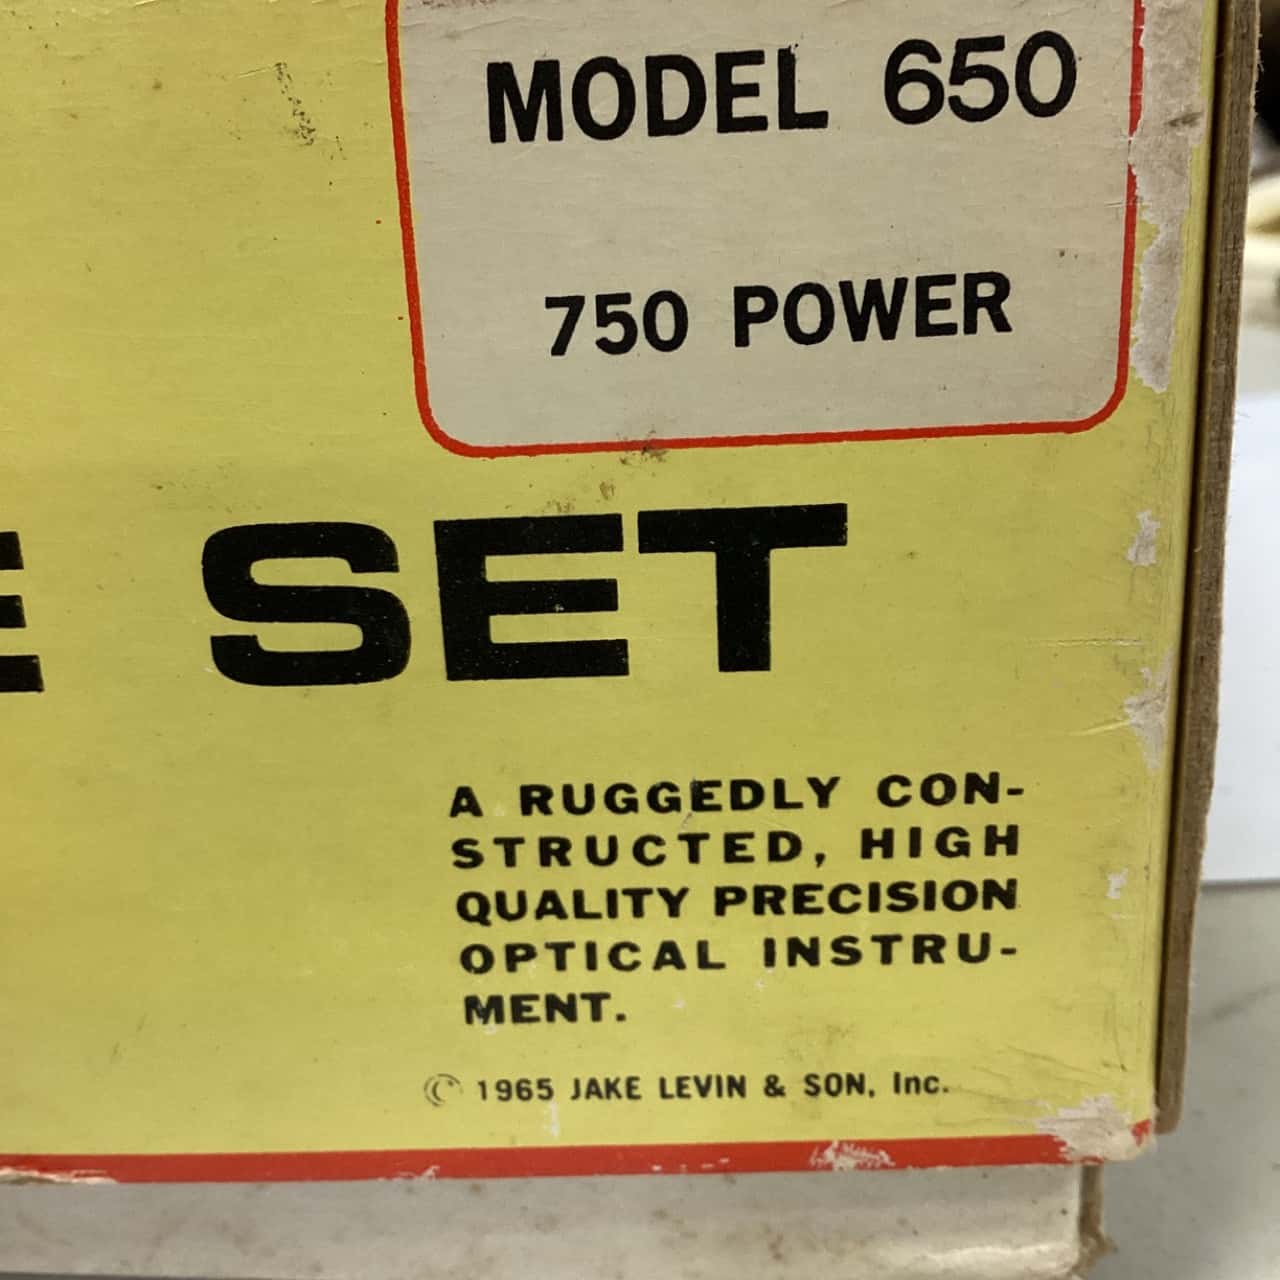 MODEL 650
750 POWER
E SET
A RUGGEDLY CON-
STRUCTED, HIGH
QUALITY PRECISION
OPTICAL INSTRU-
MENT.
© 1965 JAKE LEVIN & SON, Inc.